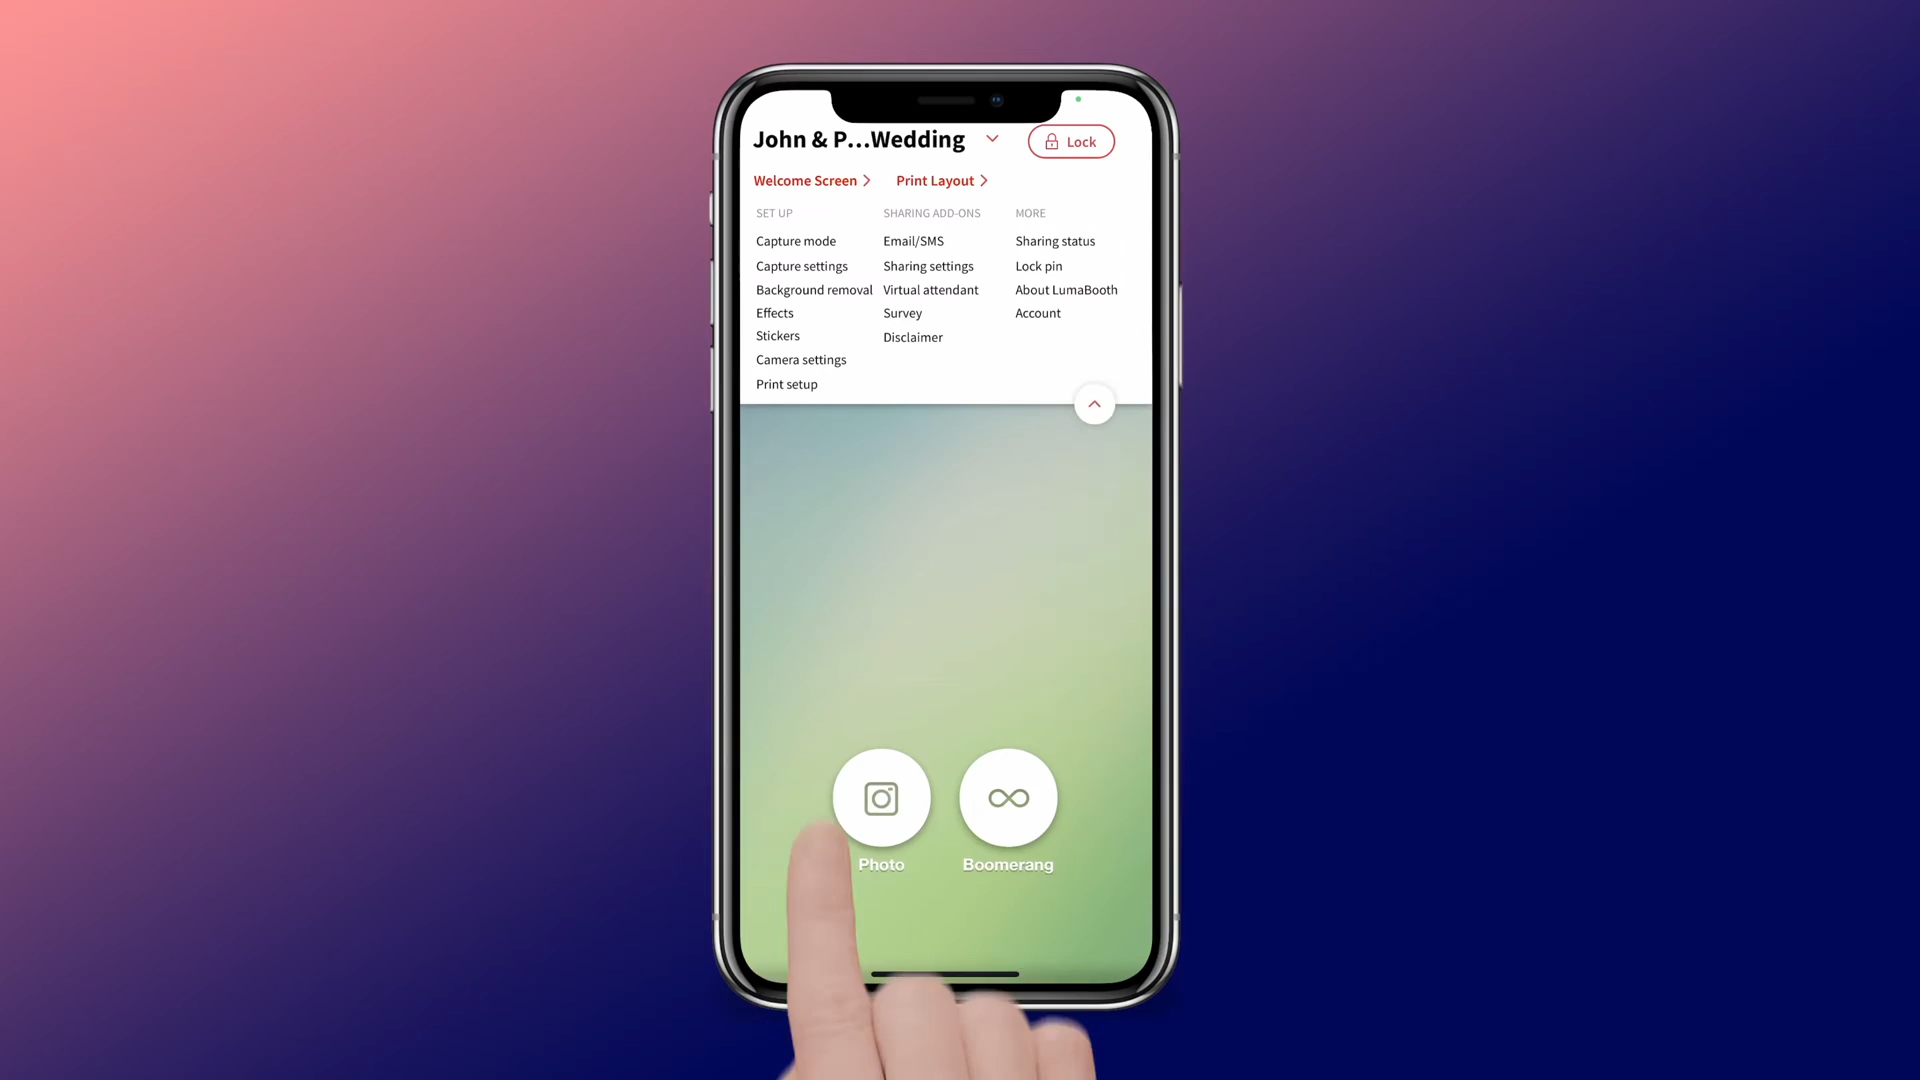 John & P...Wedding
Lock
Welcome Screen
Print Layout
SET UP
Capture mode
Capture settings
Background removal
Effects
Stickers
Camera settings
Print setup
SHARING ADD-ONS
Email/SMS
Sharing settings
Virtual attendant
Survey
Disclaimer
MORE
Sharing status
Lock pin
About LumaBooth
Account
Photo
Boomerang